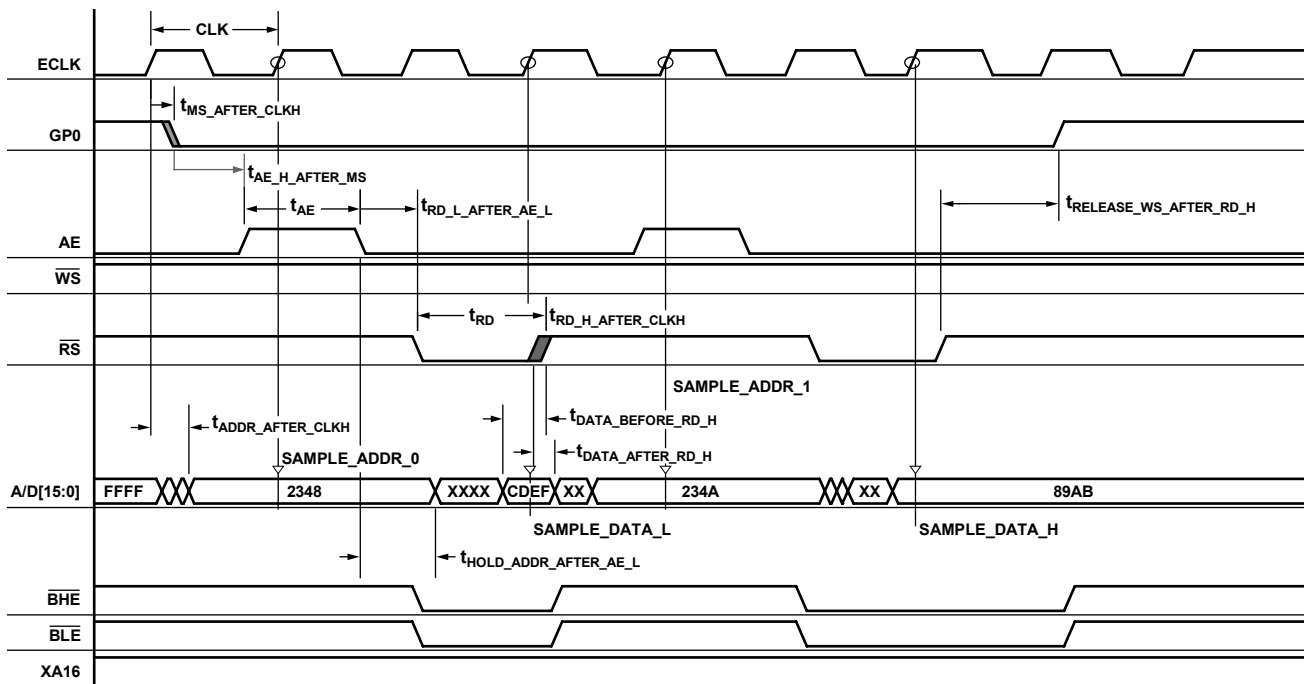 CLK
ECLK
tMS_AFTER_CLKH
GP0
tAE_H_AFTER_MS
tAE
tRD_L_AFTER_AE_L
tRELEASE_WS_AFTER_RD_H
AE
WS
tRD
tRD_H_AFTER_CLKH
RS
SAMPLE_ADDR_1
tADDR_AFTER_CLKH
tDATA_BEFORE_RD_H
SAMPLE_ADDR_0
tDATA_AFTER_RD_H
A/D[15:0] FFFF 2348 XXXX CDEF XX 234A XX 89AB
SAMPLE_DATA_L
SAMPLE_DATA_H
tHOLD_ADDR_AFTER_AE_L
BHE
BLE
XA16